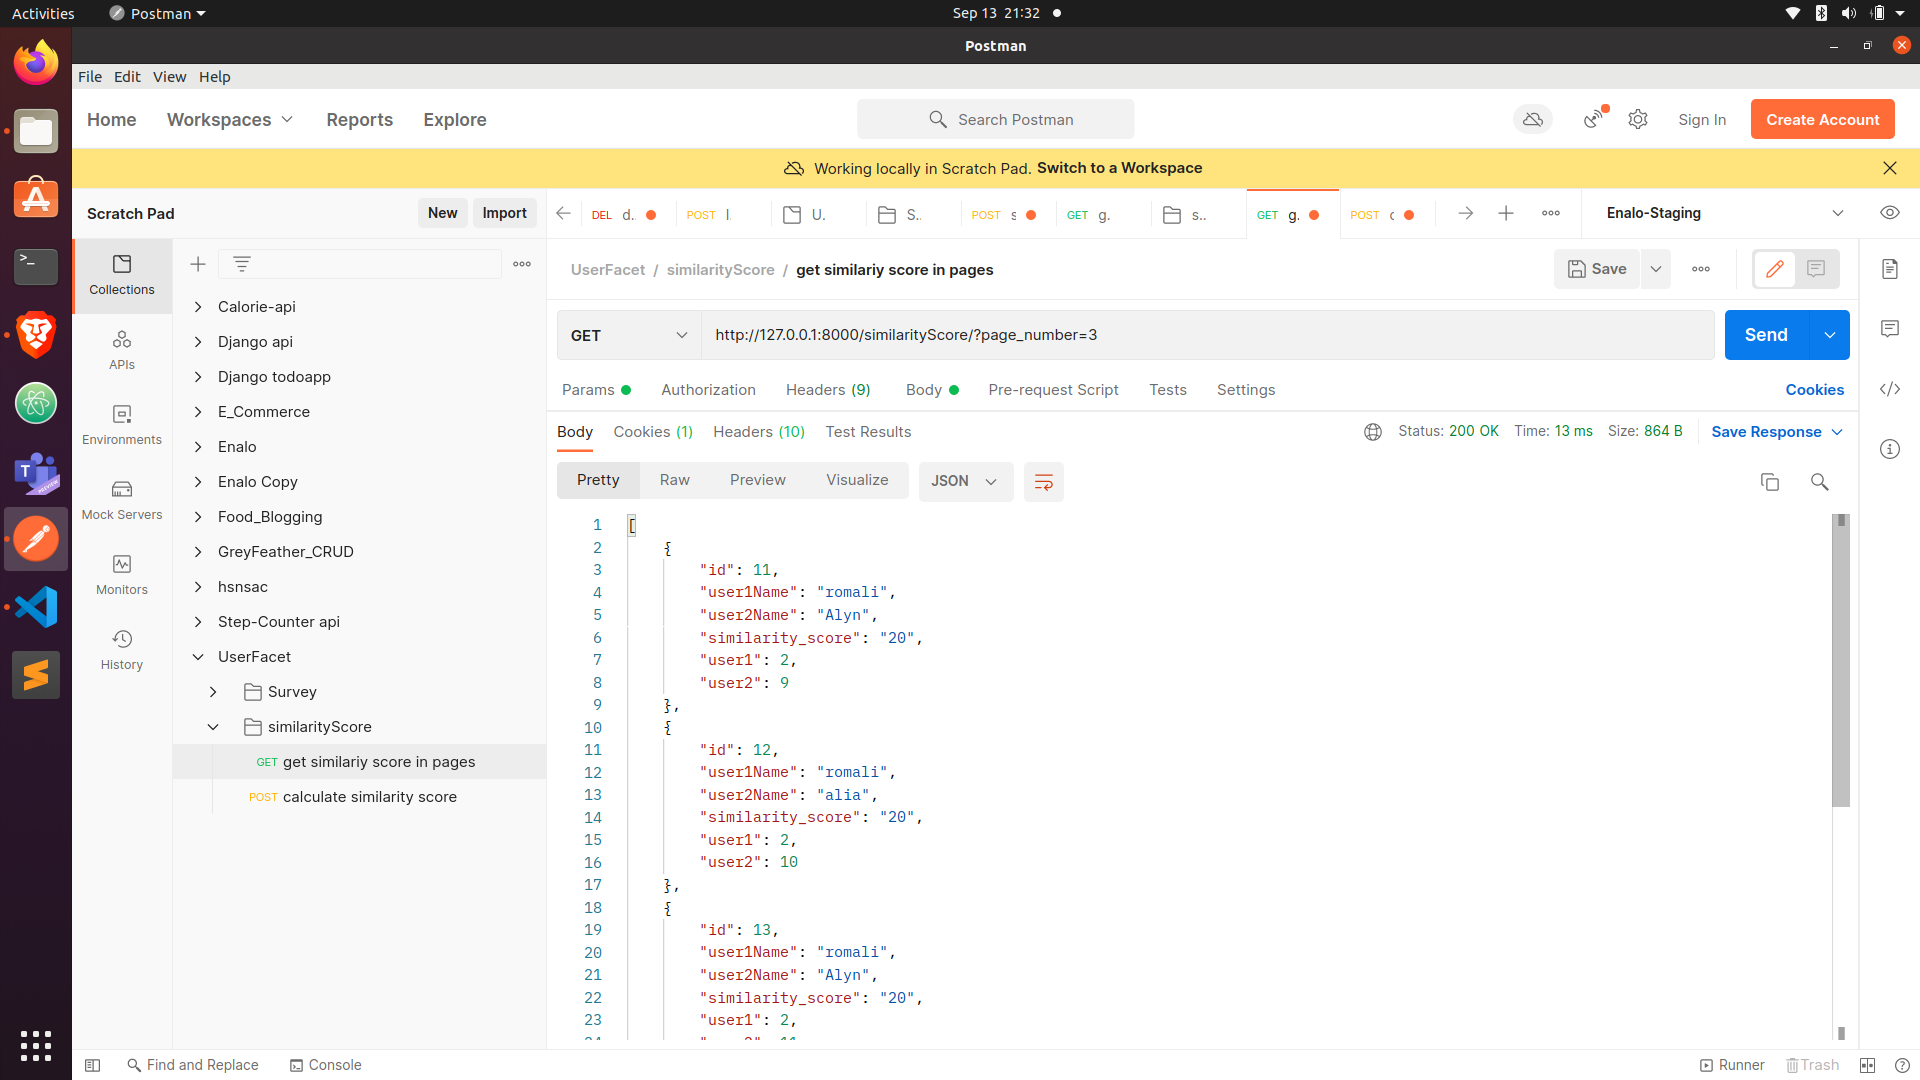 Activities
Postman
Sep 13 21:32
Postman
File Edit View Help
Home Workspaces Reports Explore
Search Postman
Sign In
Create Account
Working locally in Scratch Pad. Switch to a Workspace
Scratch Pad
New Import
DEL d..
POST l
U.
S..
POST s
GET g.
s..
GET g.
POST c
Enalo-Staging
Collections
APIs
Environments
Mock Servers
Monitors
History
Calorie-api
Django api
Django todoapp
E_Commerce
Enalo
Enalo Copy
Food_Blogging
GreyFeather_CRUD
hsnsac
Step-Counter api
UserFacet
Survey
similarityScore
GET get similariy score in pages
POST calculate similarity score
UserFacet / similarityScore / get similariy score in pages
Save
GET
http://127.0.0.1:8000/similarityScore/?page_number=3
Send
Params Authorization Headers (9) Body Pre-request Script Tests Settings Cookies
Body Cookies (1) Headers (10) Test Results
Status: 200 OK Time: 13 ms Size: 864 B Save Response
Pretty Raw Preview Visualize JSON
1 [
2 {
3 "id": 11,
4 "user1Name": "romali",
5 "user2Name": "Alyn",
6 "similarity_score": "20",
7 "user1": 2,
8 "user2": 9
9 },
10 {
11 "id": 12,
12 "user1Name": "romali",
13 "user2Name": "alia",
14 "similarity_score": "20",
15 "user1": 2,
16 "user2": 10
17 },
18 {
19 "id": 13,
20 "user1Name": "romali",
21 "user2Name": "Alyn",
22 "similarity_score": "20",
23 "user1": 2,
Find and Replace Console
Runner Trash